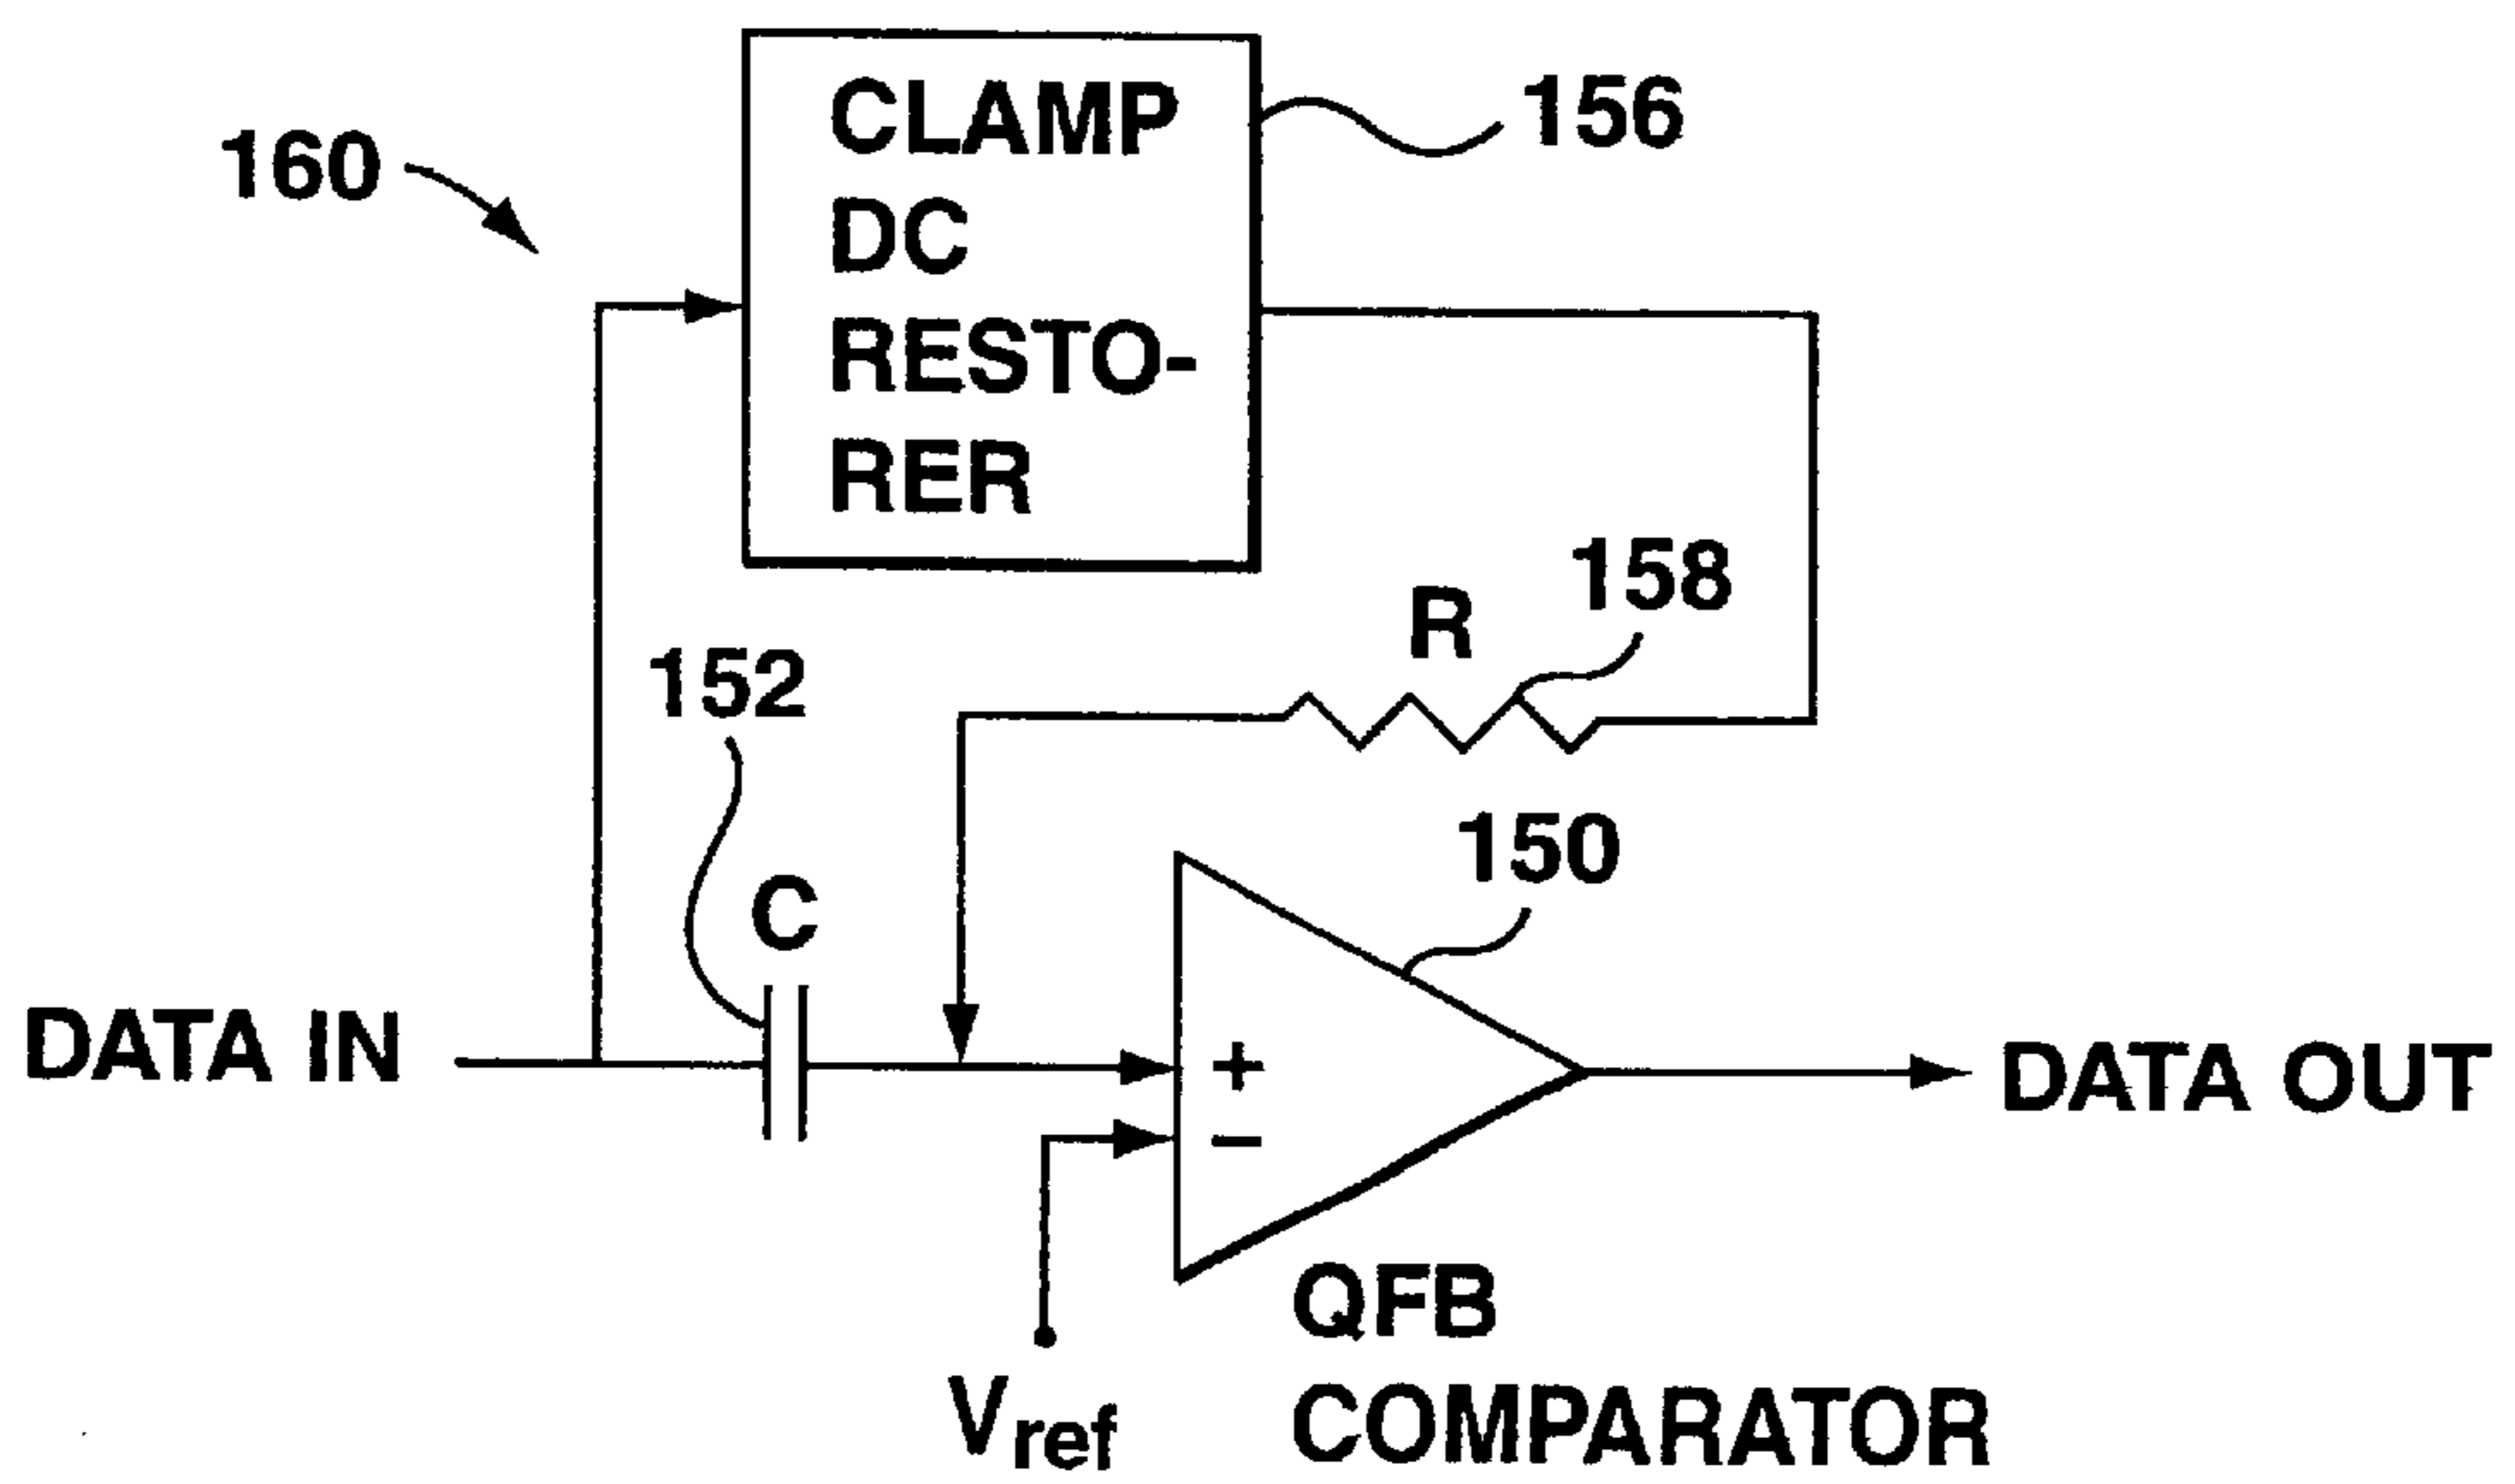 160
CLAMP
DC
RESTO-
RER
156
158
R
152
150
C
DATA IN
+
–
DATA OUT
Vref
QFB
COMPARATOR